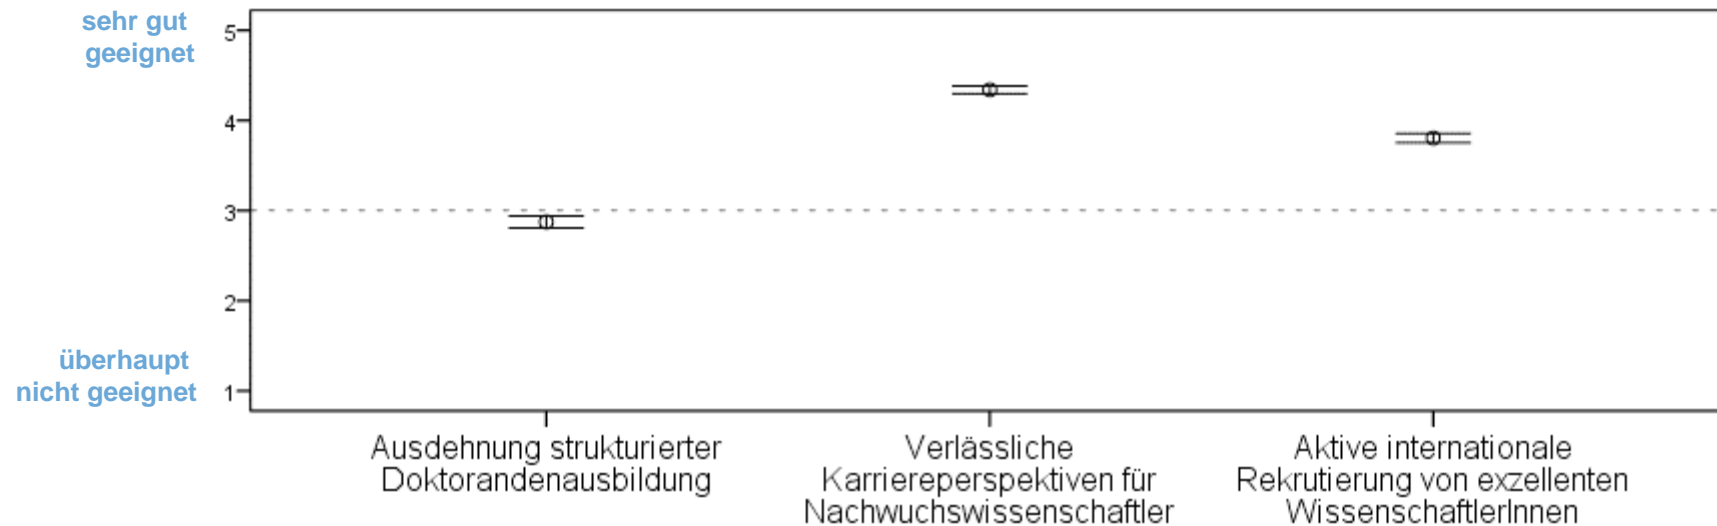 sehr gut
geeignet
5
4
3
2
überhaupt
nicht geeignet
1
Ausdehnung strukturierter
Doktorandenausbildung
Verlässliche
Karriereperspektiven für
Nachwuchswissenschaftler
Aktive internationale
Rekrutierung von exzellenten
WissenschaftlerInnen